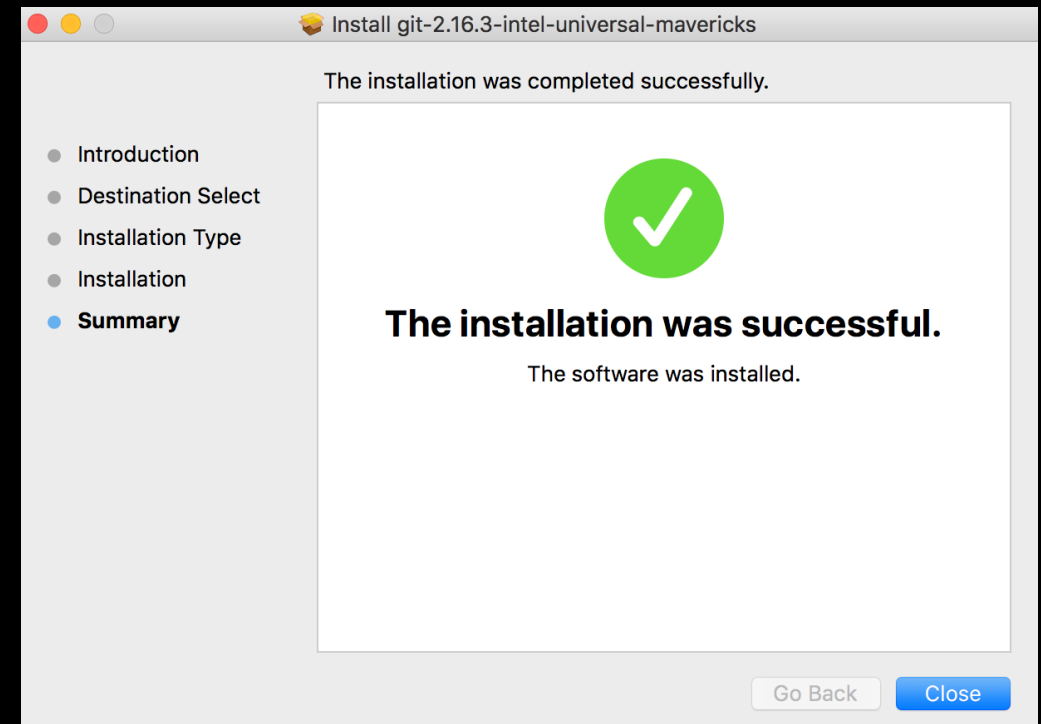 Install git-2.16.3-intel-universal-mavericks
The installation was completed successfully.
Introduction
Destination Select
Installation Type
Installation
Summary
The installation was successful.
The software was installed.
Go Back
Close